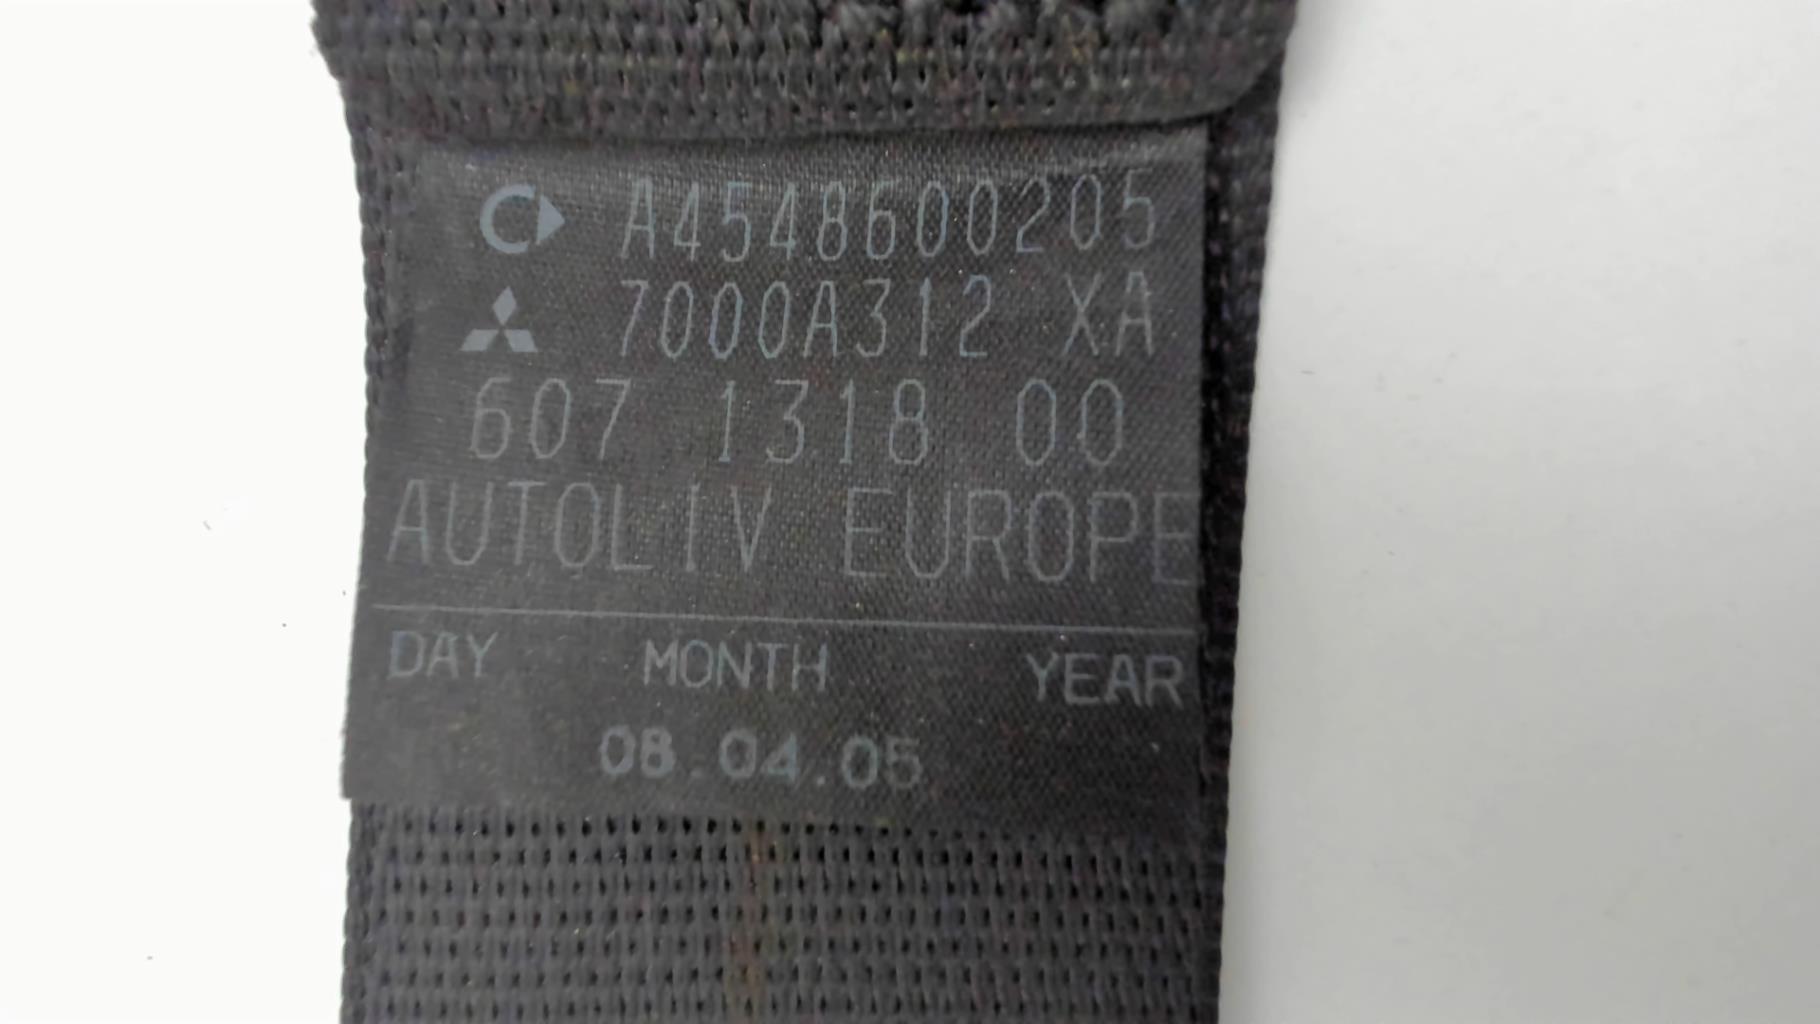 A4548600205
7000A312 XA
607 1318 00
AUTOLIV EUROPE
DAY MONTH YEAR
08.04.05